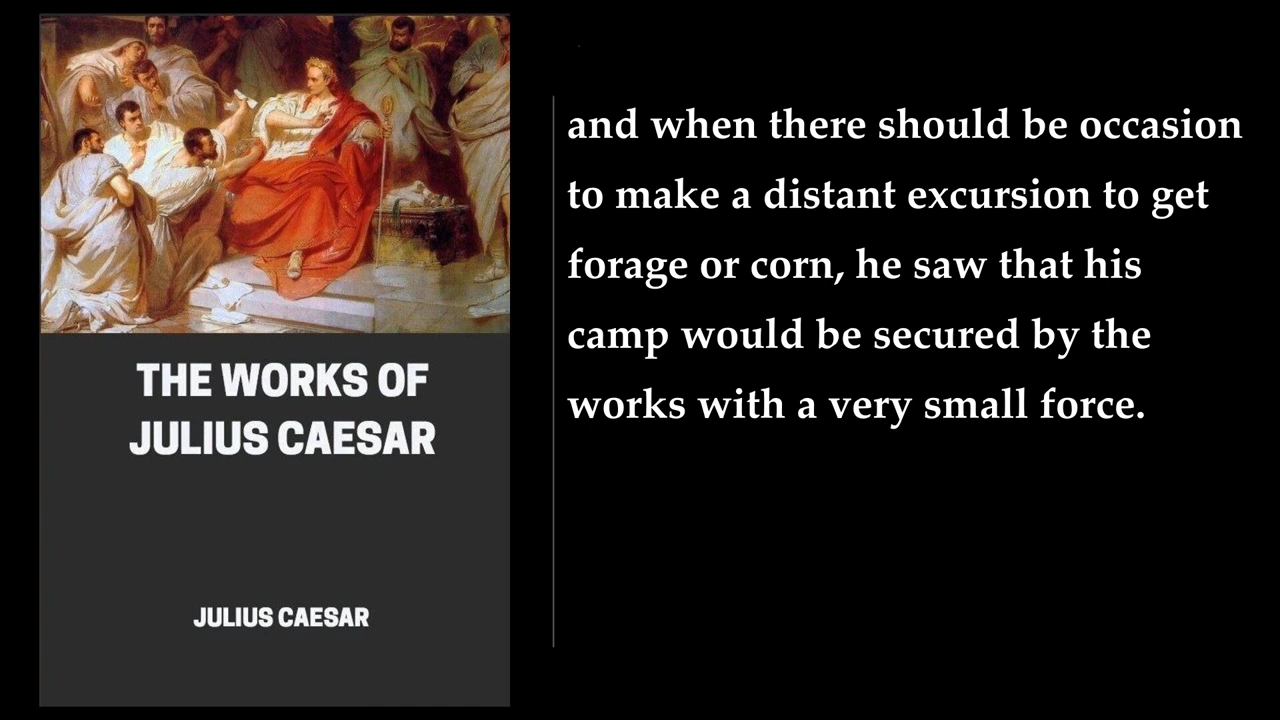 THE WORKS OF
JULIUS CAESAR
JULIUS CAESAR
and when there should be occasion
to make a distant excursion to get
forage or corn, he saw that his
camp would be secured by the
works with a very small force.